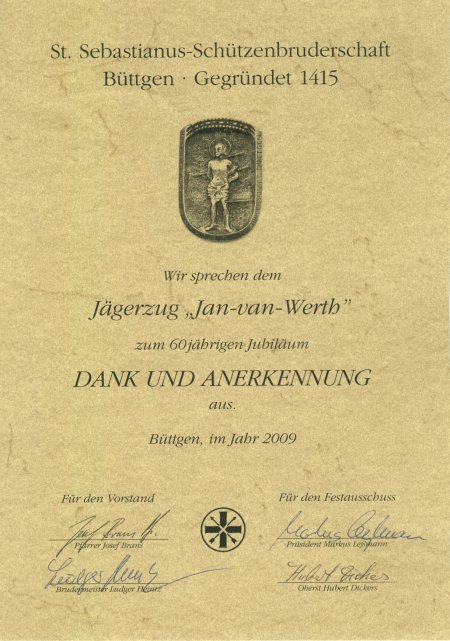 St. Sebastianus-Schützenbruderschaft
Büttgen · Gegründet 1415
Wir sprechen dem
Jägerzug „Jan-van-Werth”
zum 60jährigen Jubiläum
DANK UND ANERKENNUNG
aus.
Büttgen, im Jahr 2009
Für den Vorstand
Für den Festausschuss
Pfarrer Josef Brans
Präsident Markus Leßmann
Brudermeister Ludger Heintz
Oberst Hubert Dickers